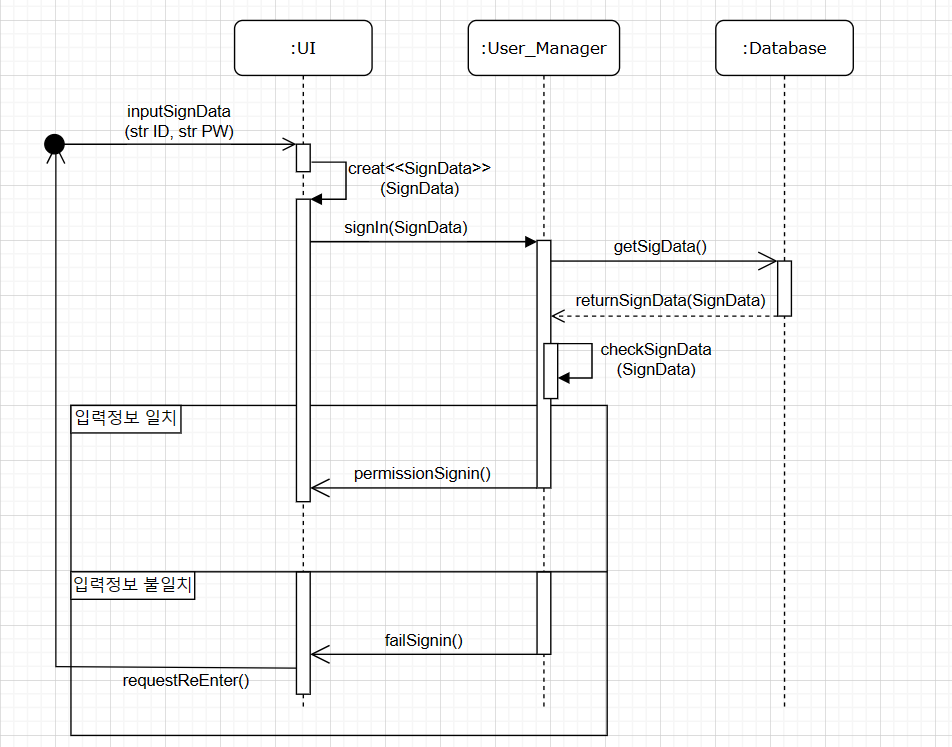 :UI
:User_Manager
:Database
inputSignData
(str ID, str PW)
creat<<SignData>>
(SignData)
signIn(SignData)
getSigData()
returnSignData(SignData)
checkSignData
(SignData)
입력정보 일치
permissionSignin()
입력정보 불일치
failSignin()
requestReEnter()